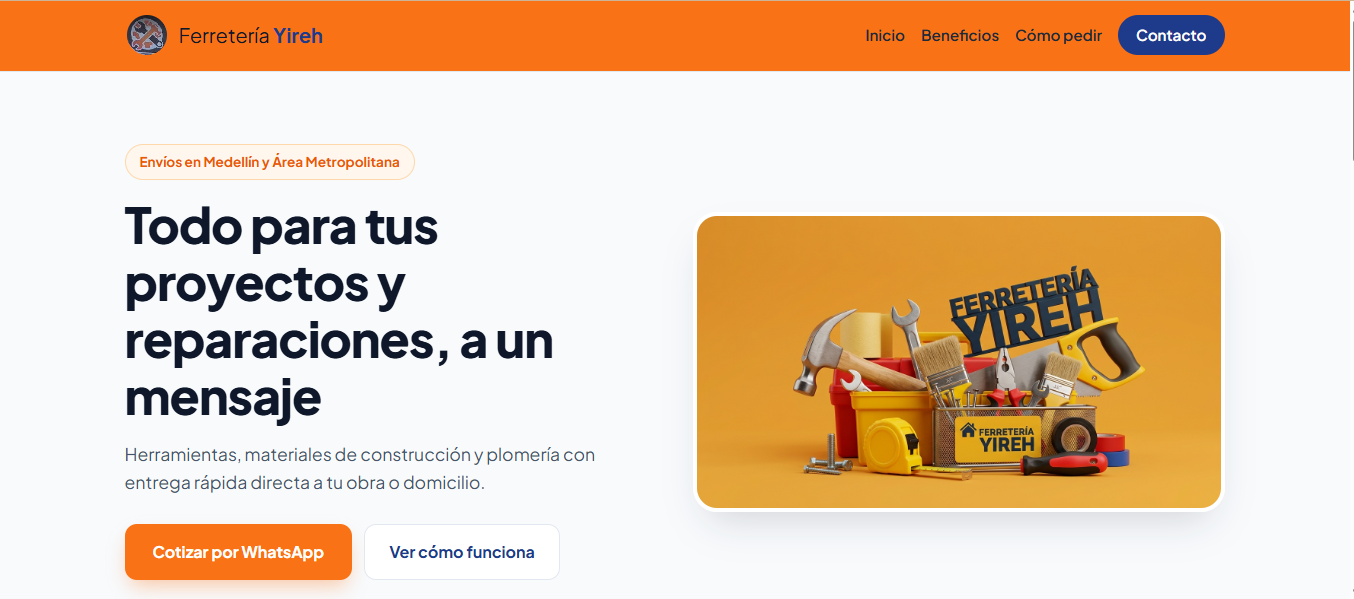 Ferretería Yireh
Inicio
Beneficios
Cómo pedir
Contacto
Envíos en Medellín y Área Metropolitana
Todo para tus
proyectos y
reparaciones, a un
mensaje
Herramientas, materiales de construcción y plomería con
entrega rápida directa a tu obra o domicilio.
Cotizar por WhatsApp
Ver cómo funciona
FERRETERÍA
YIREH
FERRETERÍA
YIREH